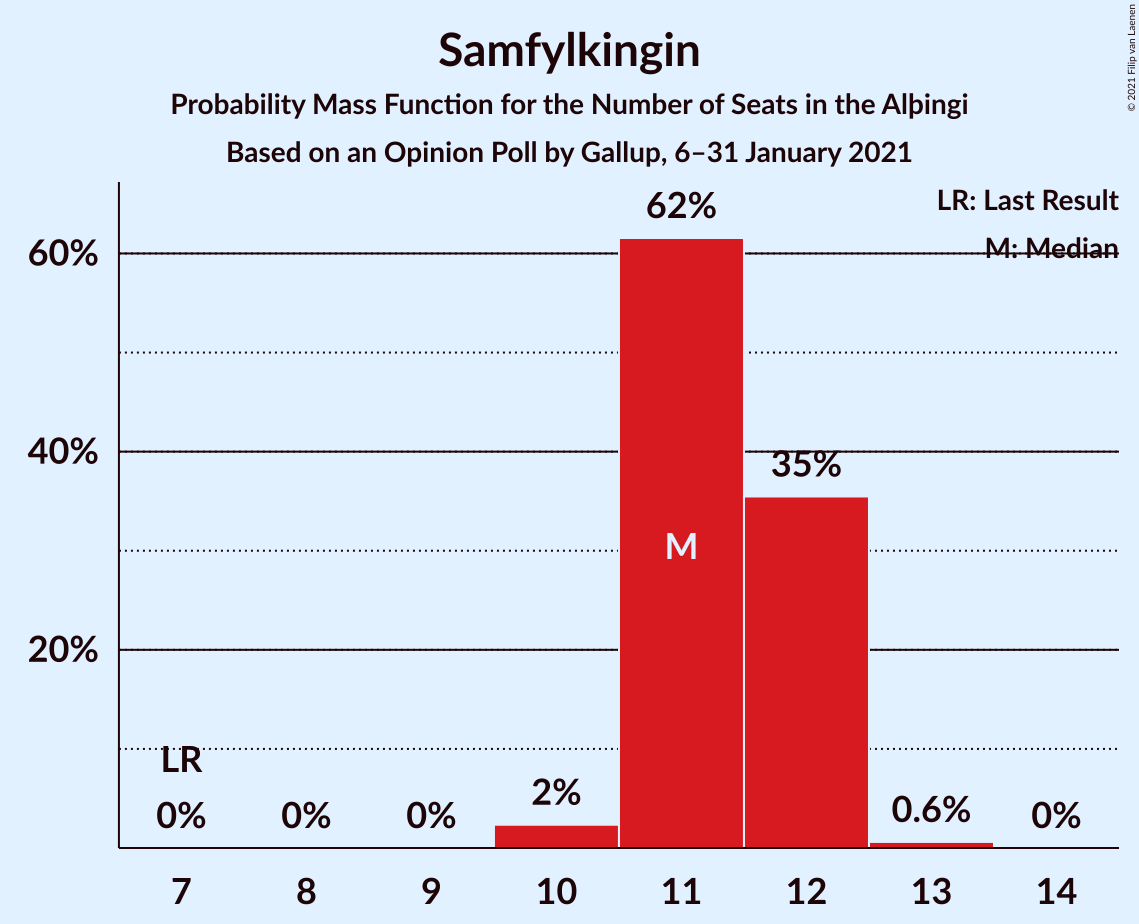 Samfylkingin
Probability Mass Function for the Number of Seats in the Alþingi
Based on an Opinion Poll by Gallup, 6–31 January 2021
© 2021 Filip van Laenen
LR: Last Result
M: Median
62%
60%
40%
35%
M
20%
LR
0%
0%
0%
2%
0.6%
0%
7
8
9
10
11
12
13
14